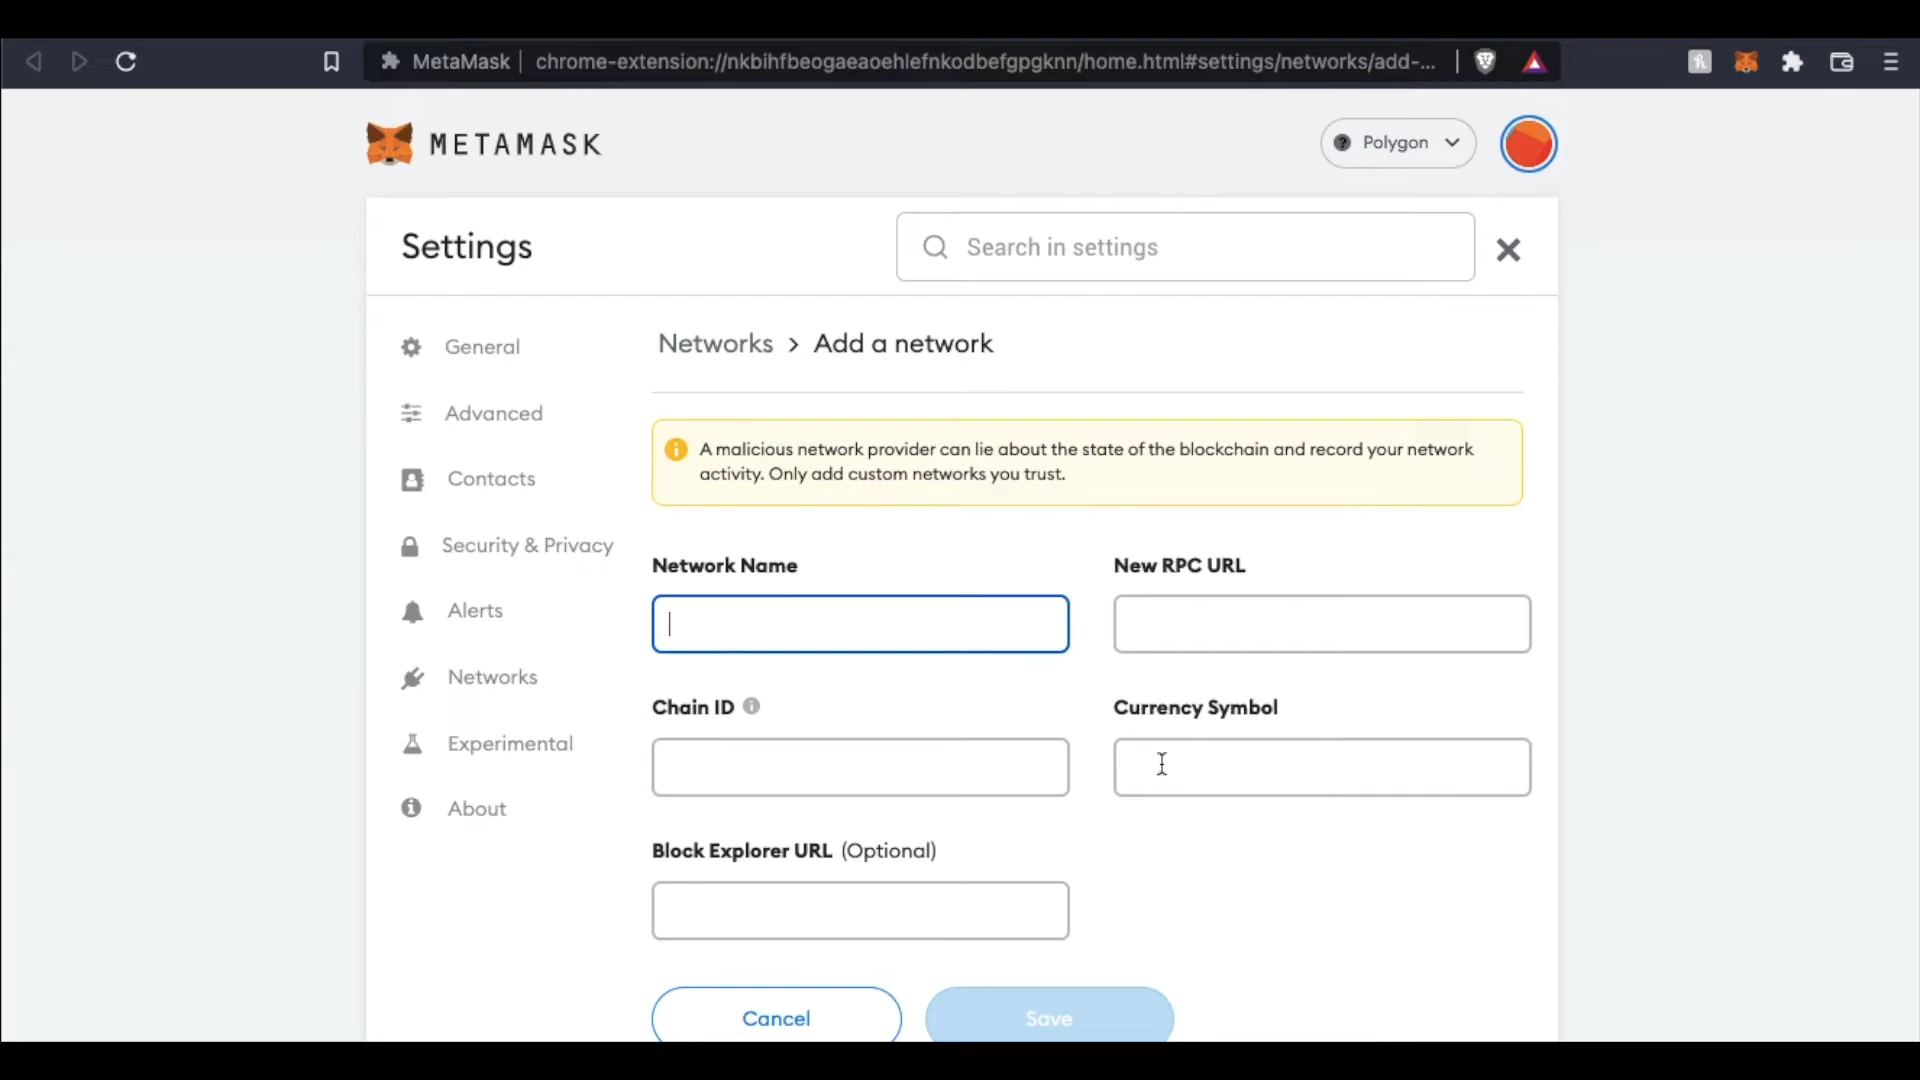 MetaMask
chrome-extension://nkbihfbeogaeaoehlefnkodbefgpgknn/home.html#settings/networks/add-...
METAMASK
Polygon
Settings
Search in settings
General
Advanced
Contacts
Security & Privacy
Alerts
Networks
Experimental
About
Networks > Add a network
A malicious network provider can lie about the state of the blockchain and record your network
activity. Only add custom networks you trust.
Network Name
New RPC URL
Chain ID
Currency Symbol
Block Explorer URL (Optional)
Cancel
Save